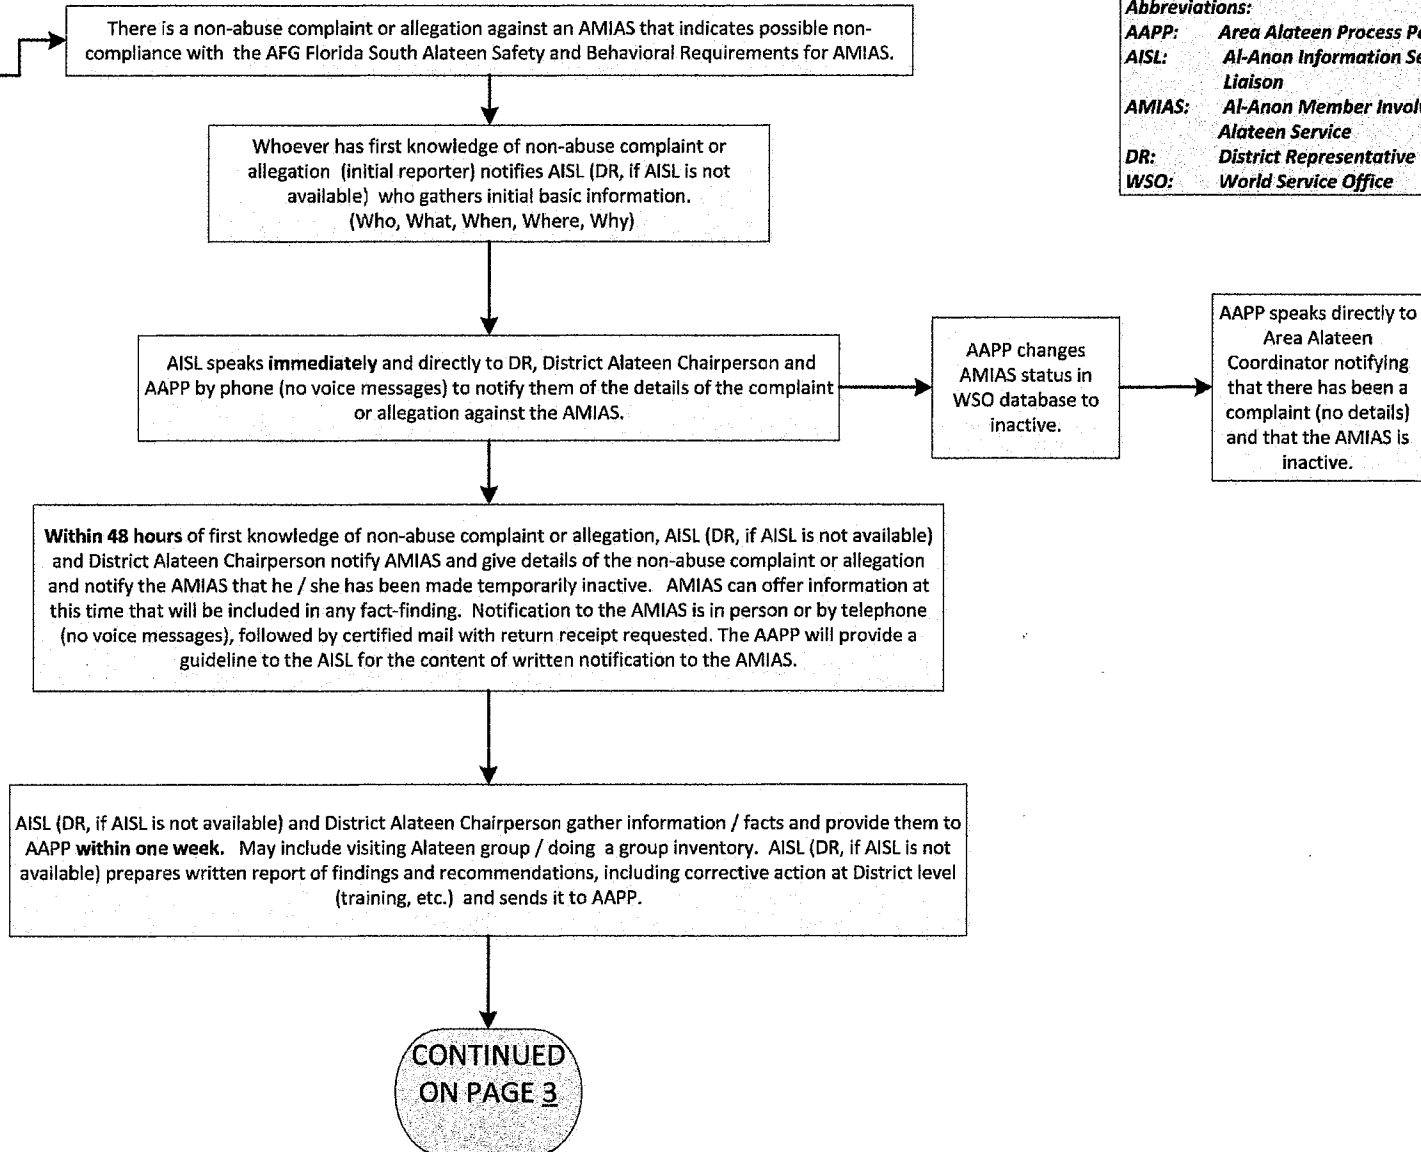 There is a non-abuse complaint or allegation against an AMIAS that indicates possible non-
compliance with the AFG Florida South Alateen Safety and Behavioral Requirements for AMIAS.
Abbreviations:
AAPP: Area Alateen Process
AISL: Al-Anon Information
Liaison
AMIAS: Al-Anon Member
Alateen Service
DR: District Representative
WSO: World Service Office
Whoever has first knowledge of non-abuse complaint or
allegation (initial reporter) notifies AISL (DR, if AISL is not
available) who gathers initial basic information.
(Who, What, When, Where, Why)
AISL speaks immediately and directly to DR, District Alateen Chairperson and
AAPP by phone (no voice messages) to notify them of the details of the complaint
or allegation against the AMIAS.
AAPP changes
AMIAS status in
WSO database to
inactive.
AAPP speaks directly to
Area Alateen
Coordinator notifying
that there has been a
complaint (no details)
and that the AMIAS is
inactive.
Within 48 hours of first knowledge of non-abuse complaint or allegation, AISL (DR, if AISL is not available)
and District Alateen Chairperson notify AMIAS and give details of the non-abuse complaint or allegation
and notify the AMIAS that he / she has been made temporarily inactive. AMIAS can offer information at
this time that will be included in any fact-finding. Notification to the AMIAS is in person or by telephone
(no voice messages), followed by certified mail with return receipt requested. The AAPP will provide a
guideline to the AISL for the content of written notification to the AMIAS.
AISL (DR, if AISL is not available) and District Alateen Chairperson gather information / facts and provide them to
AAPP within one week. May include visiting Alateen group / doing a group inventory. AISL (DR, if AISL is not
available) prepares written report of findings and recommendations, including corrective action at District level
(training, etc.) and sends it to AAPP.
CONTINUED
ON PAGE 3